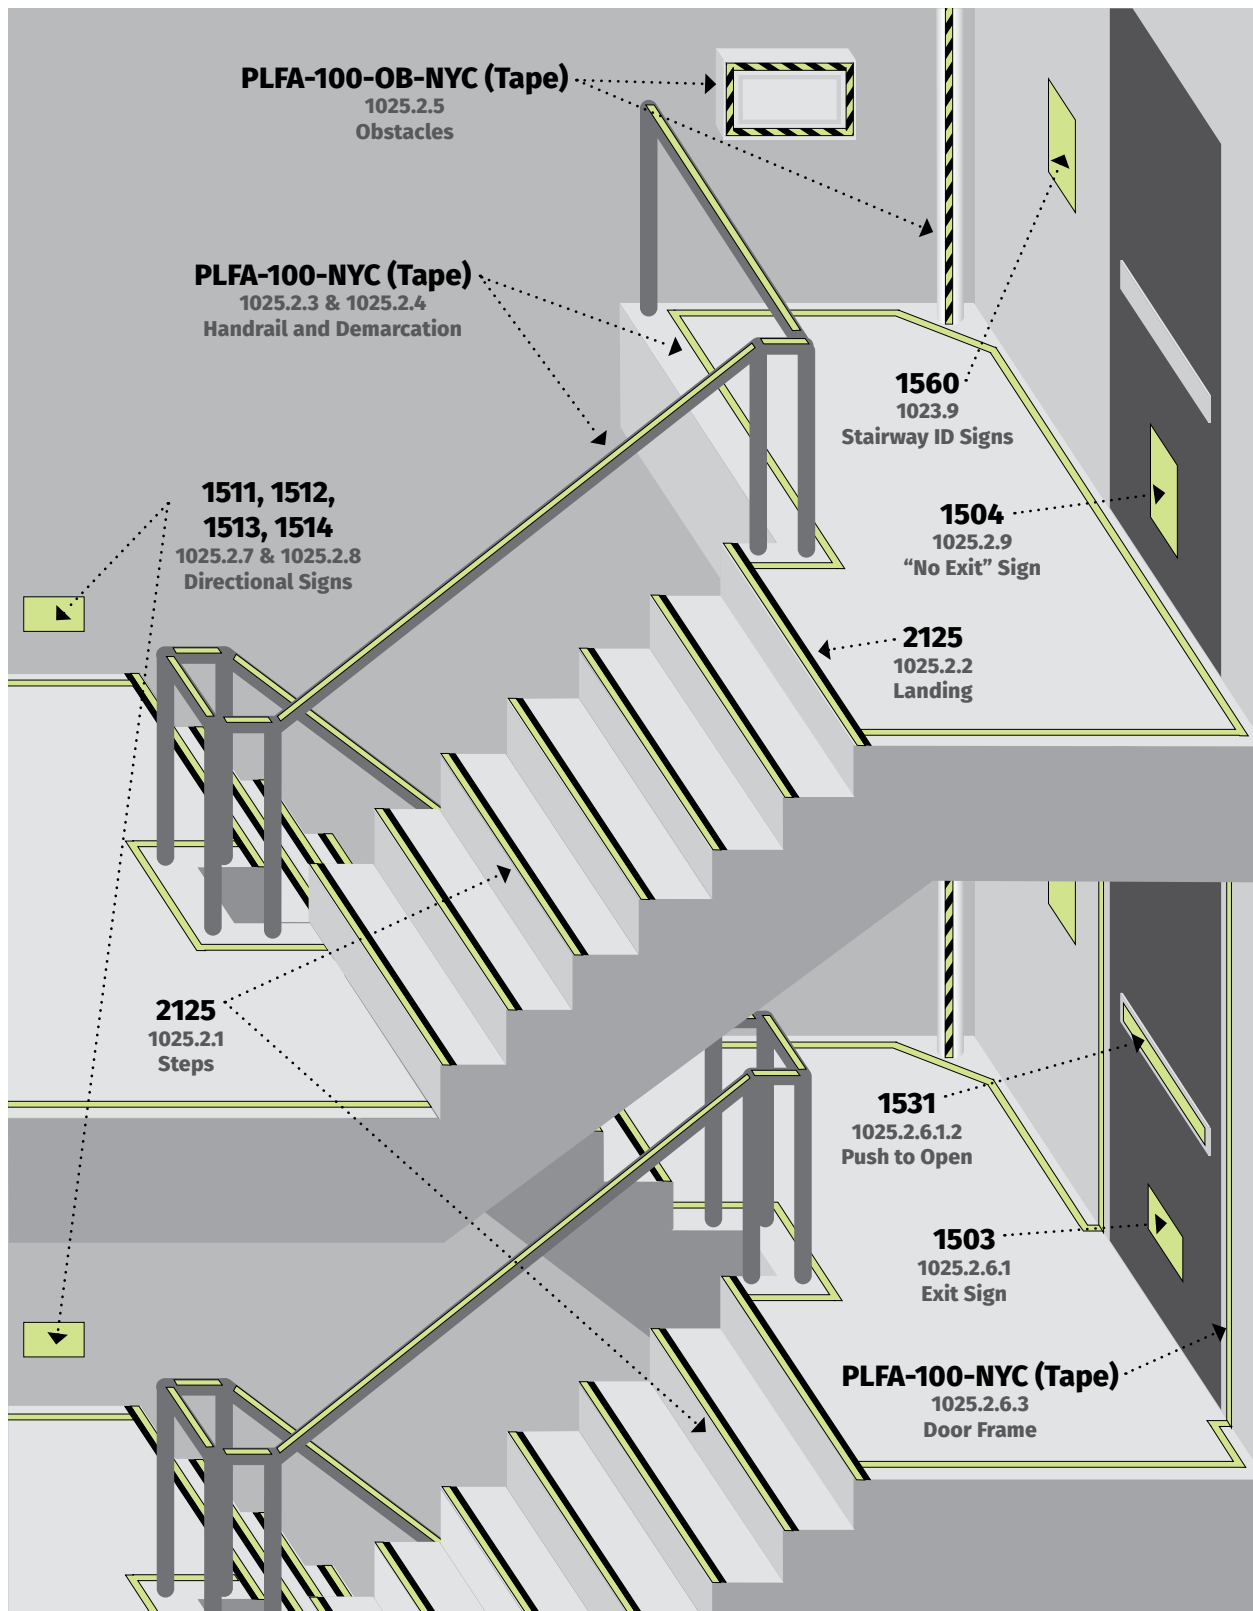 PLFA-100-OB-NYC (Tape)
1025.2.5
Obstacles
PLFA-100-NYC (Tape)
1025.2.3 & 1025.2.4
Handrail and Demarcation
1560
1023.9
Stairway ID Signs
1511, 1512,
1513, 1514
1025.2.7 & 1025.2.8
Directional Signs
1504
1025.2.9
“No Exit” Sign
2125
1025.2.2
Landing
2125
1025.2.1
Steps
1531
1025.2.6.1.2
Push to Open
1503
1025.2.6.1
Exit Sign
PLFA-100-NYC (Tape)
1025.2.6.3
Door Frame